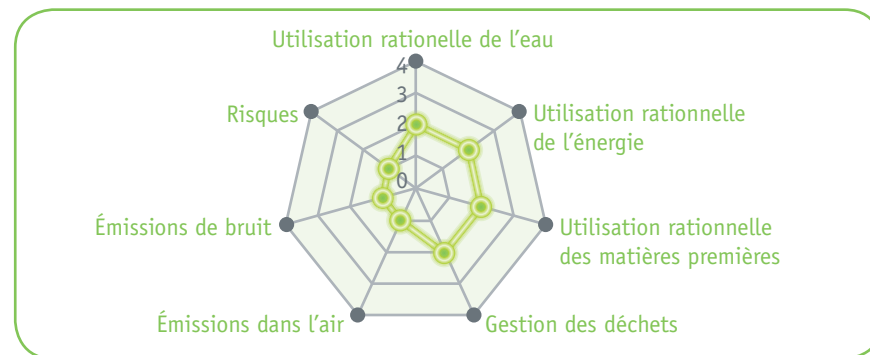 Utilisation rationelle de l’eau
4
3
2
1
0
Risques
Utilisation rationnelle
de l’énergie
Émissions de bruit
Utilisation rationnelle
des matières premières
Émissions dans l’air
Gestion des déchets